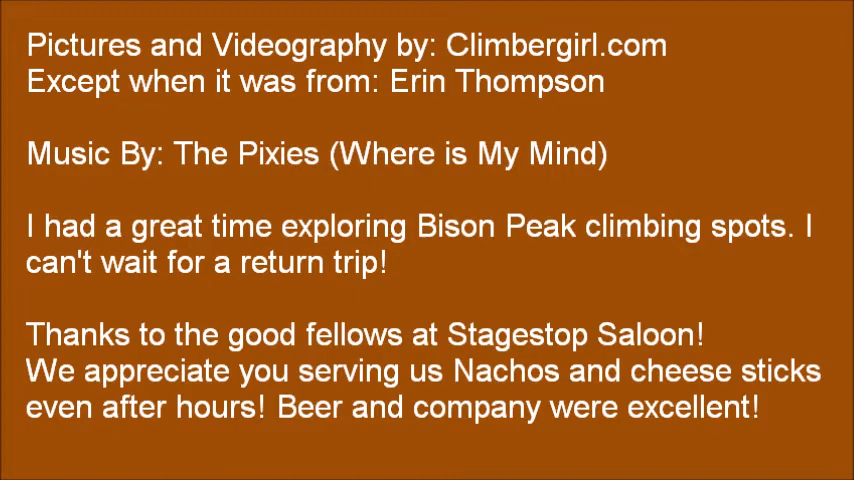 Pictures and Videography by: Climbergirl.com
Except when it was from: Erin Thompson
Music By: The Pixies (Where is My Mind)
I had a great time exploring Bison Peak climbing spots. I
can't wait for a return trip!
Thanks to the good fellows at Stagestop Saloon!
We appreciate you serving us Nachos and cheese sticks
even after hours! Beer and company were excellent!